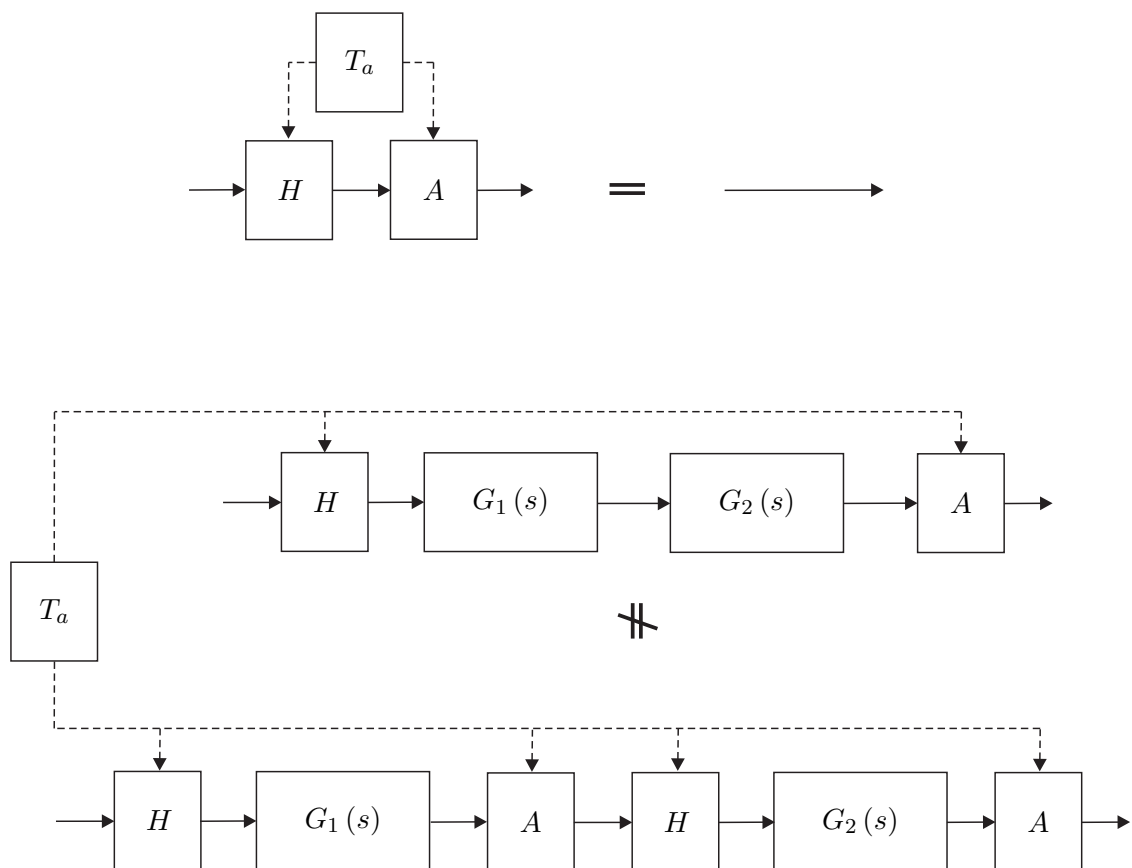 T_a
H A =
H G_1 (s) G_2 (s) A
T_a
≠
H G_1 (s) A H G_2 (s) A